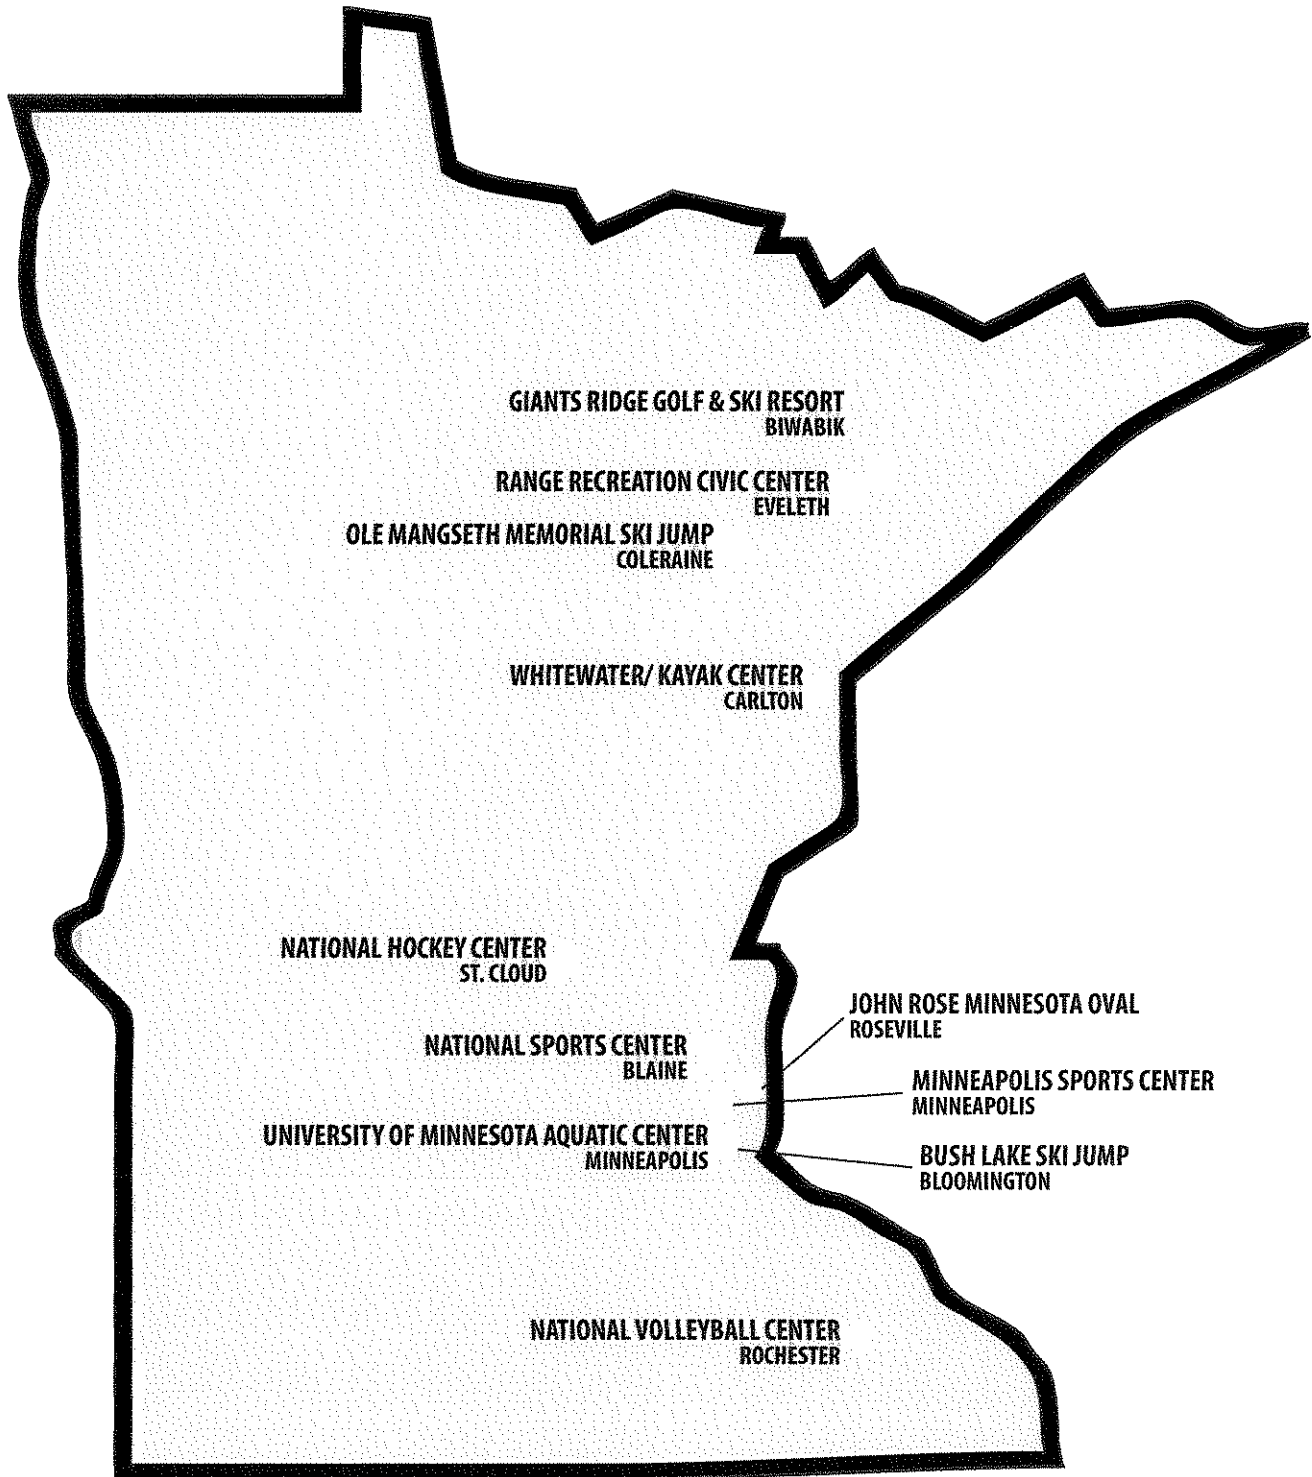 GIANTS RIDGE GOLF & SKI RESORT
BIWABIK
RANGE RECREATION CIVIC CENTER
EVELETH
OLE MANGSETH MEMORIAL SKI JUMP
COLERAINE
WHITEWATER/ KAYAK CENTER
CARLTON
NATIONAL HOCKEY CENTER
ST. CLOUD
JOHN ROSE MINNESOTA OVAL
ROSEVILLE
NATIONAL SPORTS CENTER
BLAINE
MINNEAPOLIS SPORTS CENTER
MINNEAPOLIS
UNIVERSITY OF MINNESOTA AQUATIC CENTER
MINNEAPOLIS
BUSH LAKE SKI JUMP
BLOOMINGTON
NATIONAL VOLLEYBALL CENTER
ROCHESTER